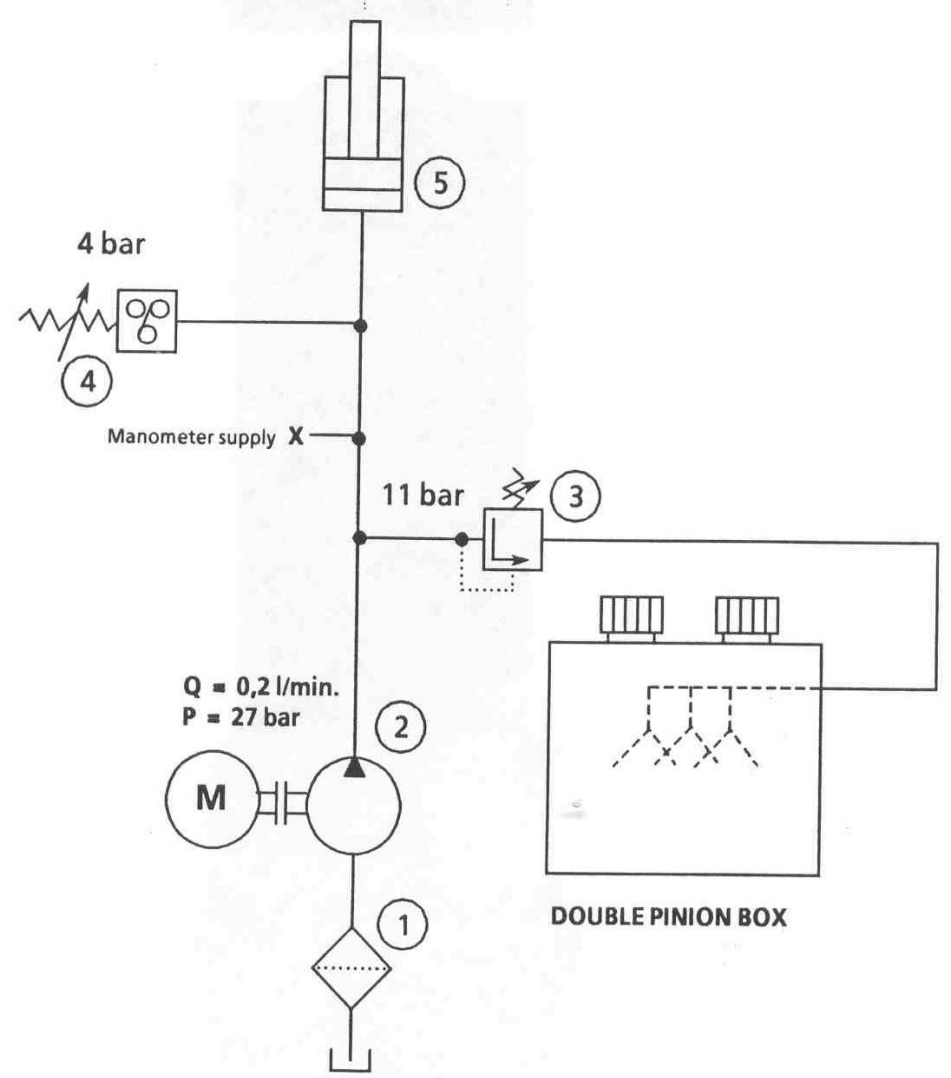 5
4 bar
4
Manometer supply X
11 bar
3
Q = 0,2 l/min.
P = 27 bar
2
M
1
DOUBLE PINION BOX